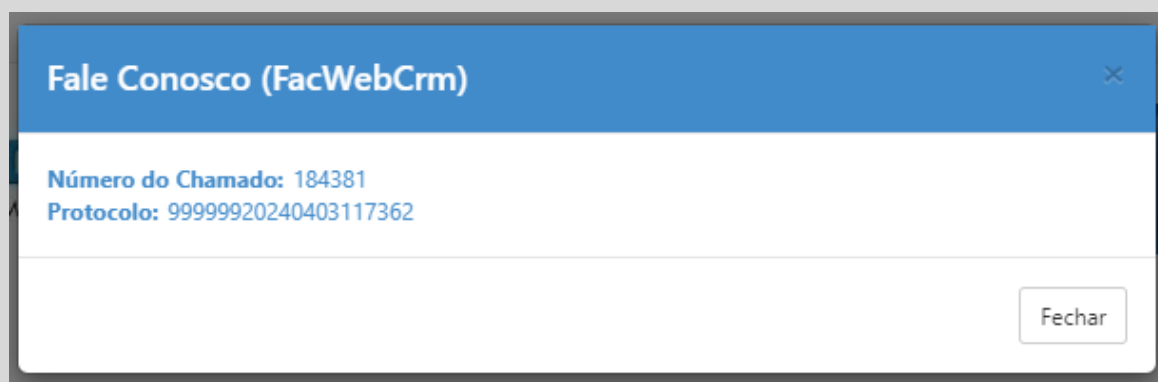 Fale Conosco (FacWebCrm)
Número do Chamado: 184381
Protocolo: 99999920240403117362
Fechar